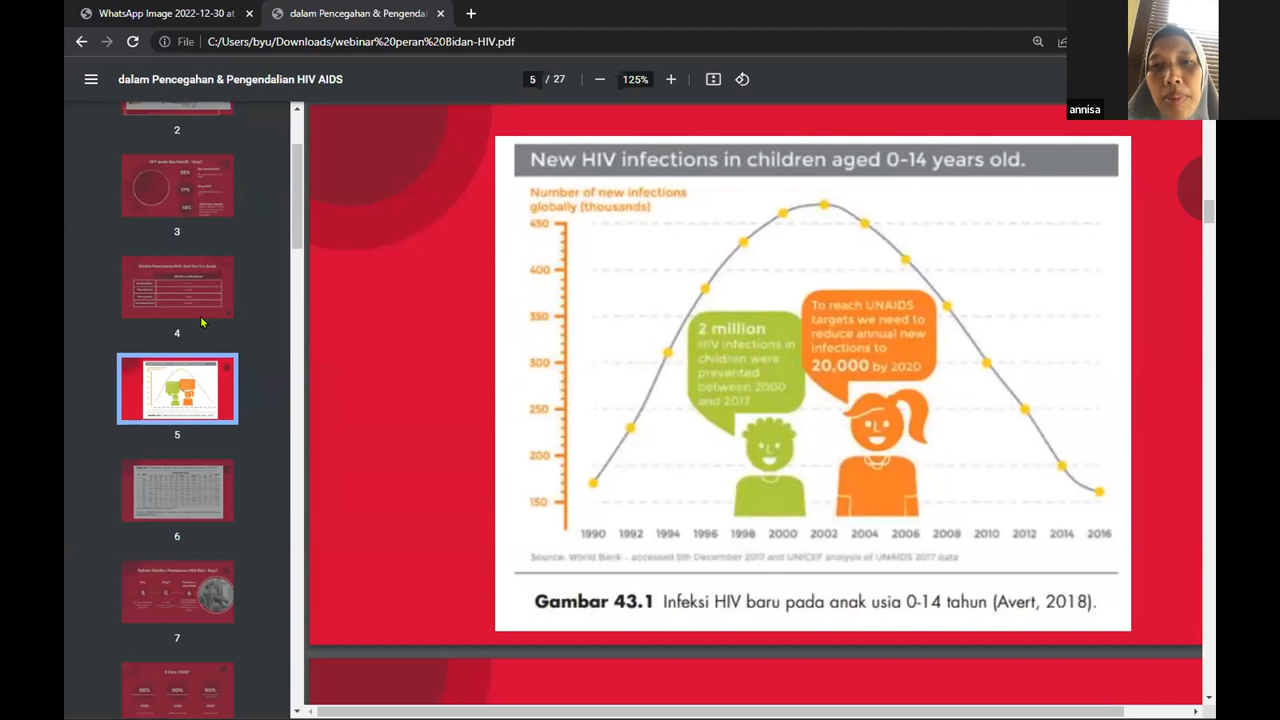 WhatsApp Image 2022-12-30 at
dalam Pencegahan & Pengendal
File
C:/Users/byu/Downloads/webinar%20peran%20Bidan-HIV.pdf
dalam Pencegahan & Pengendalian HIV AIDS
5 / 27
125%
annisa
2
3
4
5
6
7
New HIV infections in children aged 0-14 years old.
Number of new infections
globally (thousands)
450
400
350
300
250
200
150
2 million
HIV infections in
children were
prevented
between 2000
and 2017
To reach UNAIDS
targets we need to
reduce annual new
infections to
20.000 by 2020
1990 1992 1994 1996 1998 2000 2002 2004 2006 2008 2010 2012 2014 2016
Source: World Bank - accessed 5th December 2017 and UNICEF analysis of UNAIDS 2017 data
Gambar 43.1 Infeksi HIV baru pada anak usia 0-14 tahun (Avert, 2018).